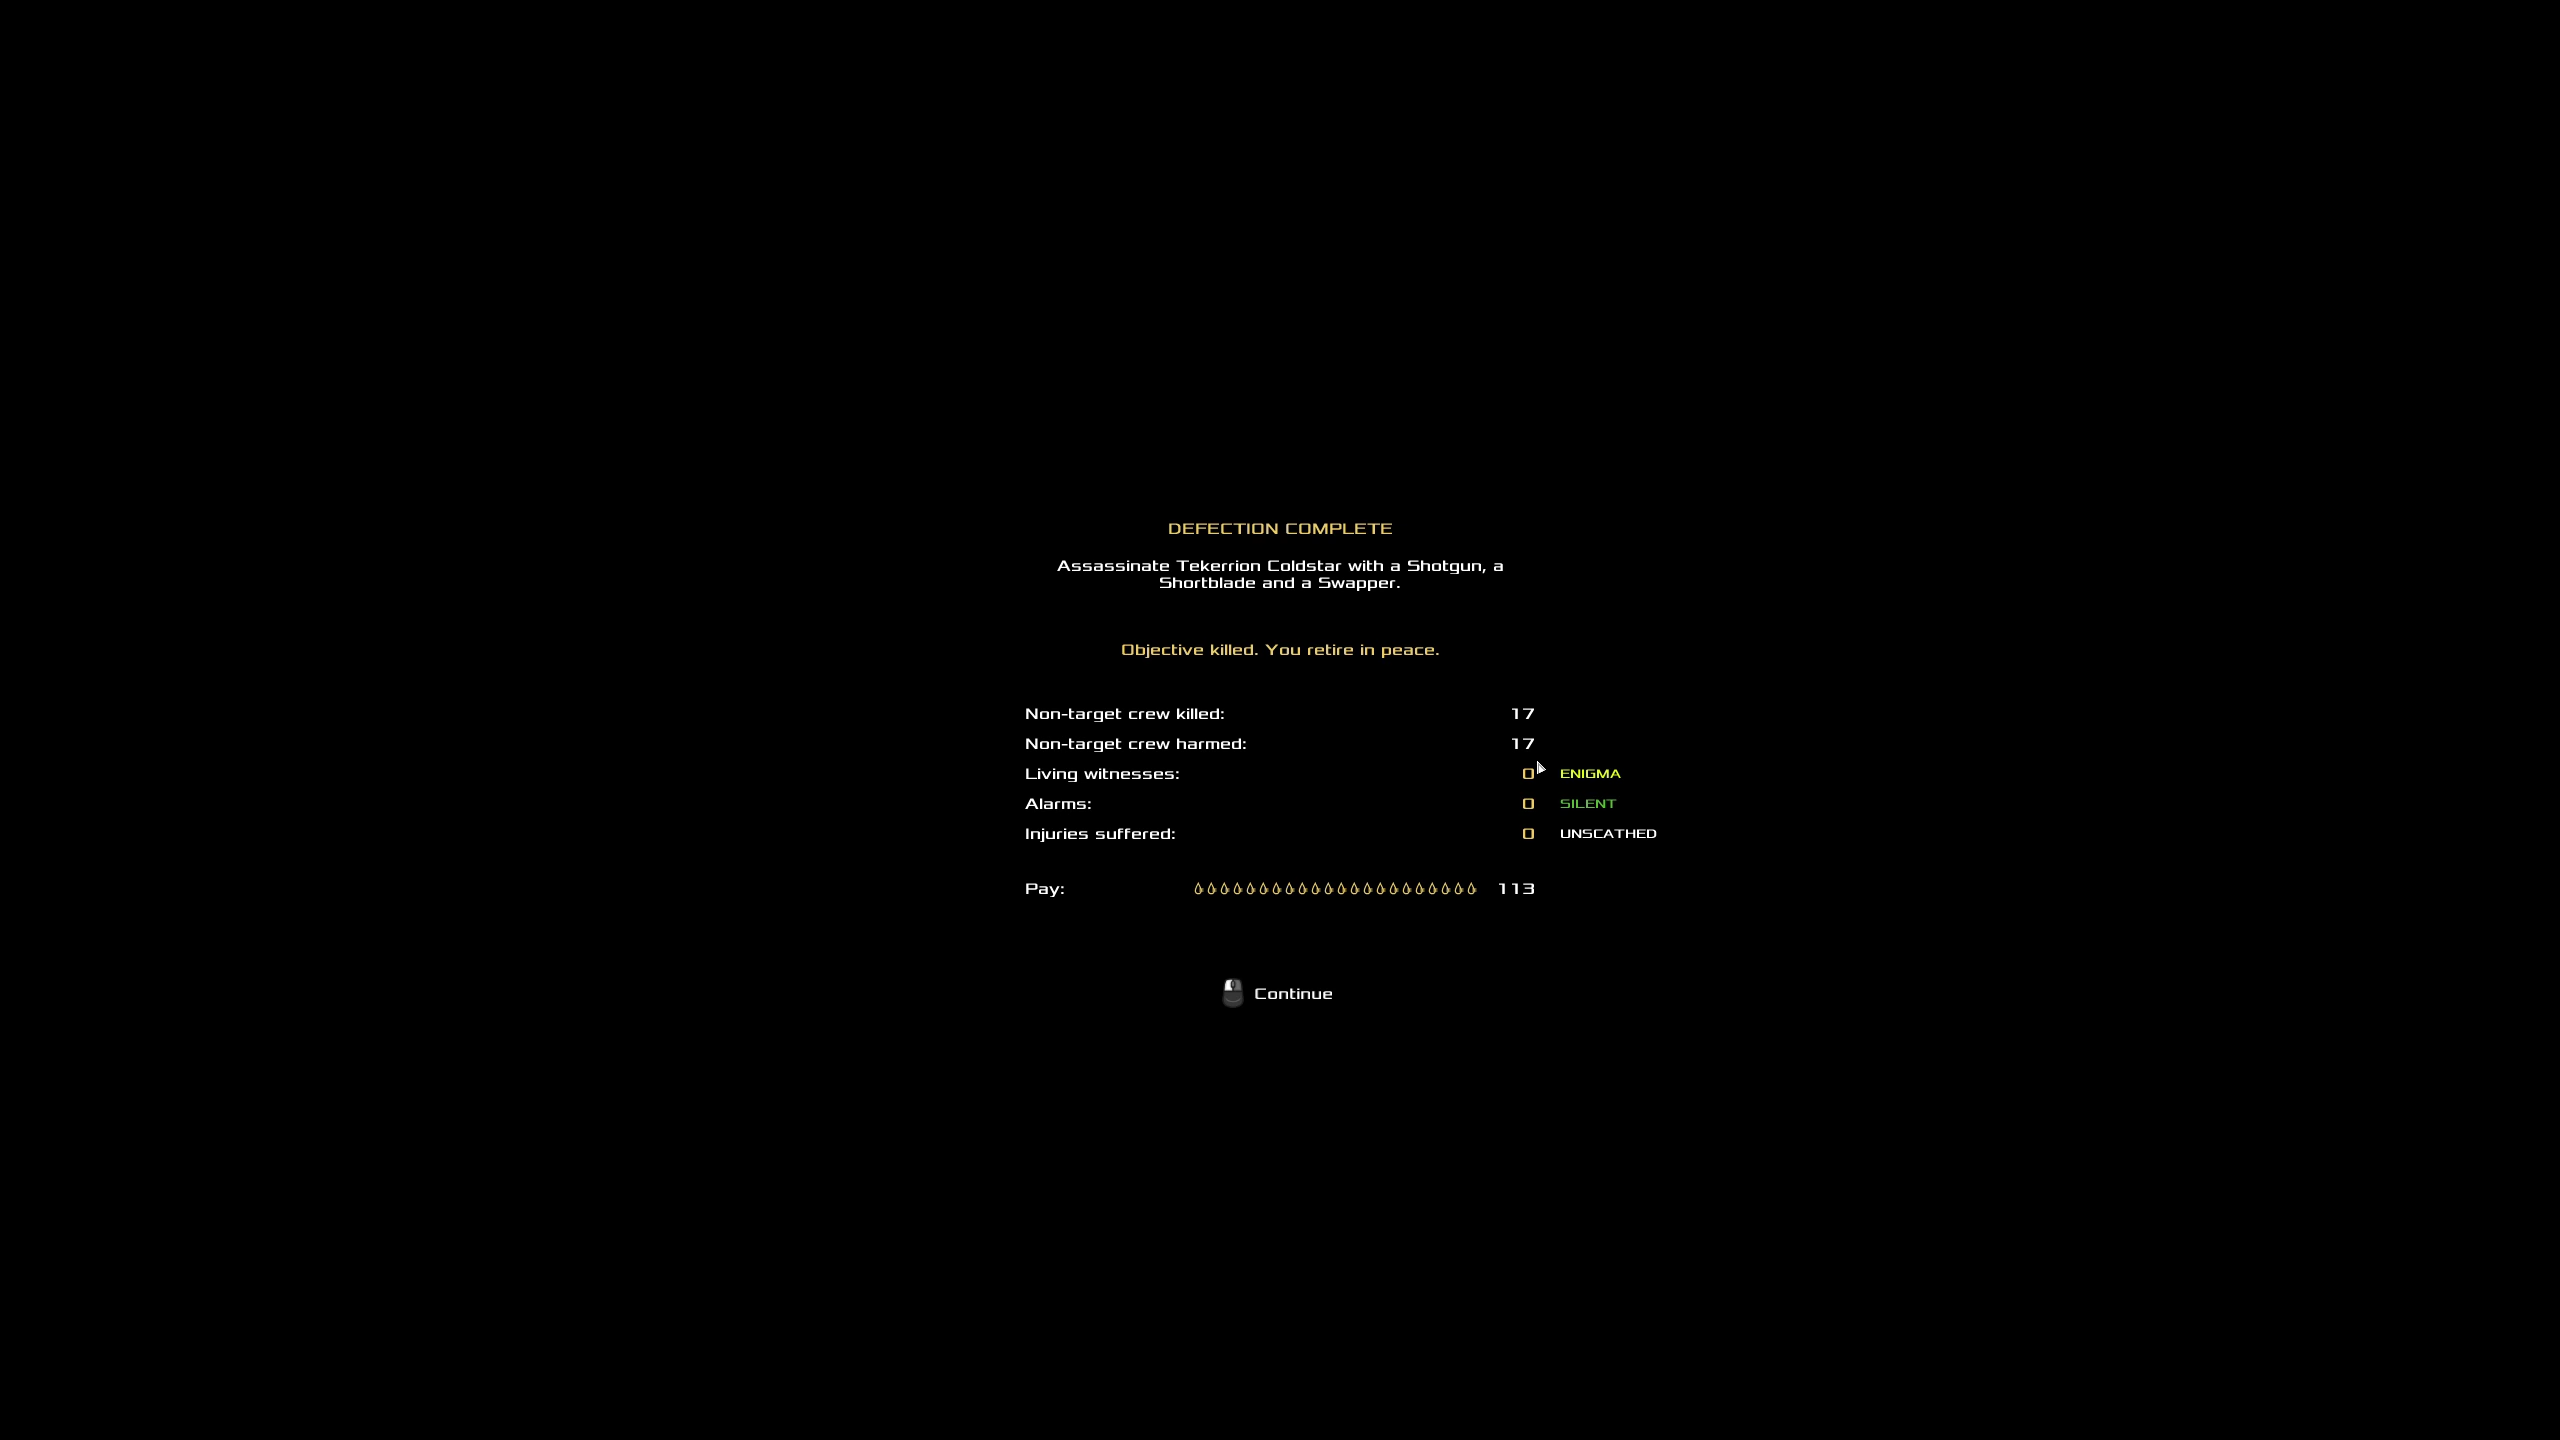 DEFECTION COMPLETE
Assassinate Tekerrion Coldstar with a Shotgun, a
Shortblade and a Swapper.
Objective killed. You retire in peace.
Non-target crew killed: 17
Non-target crew harmed: 17
Living witnesses: 0 ENIGMA
Alarms: 0 SILENT
Injuries suffered: 0 UNSCATHED
Pay: 113
Continue